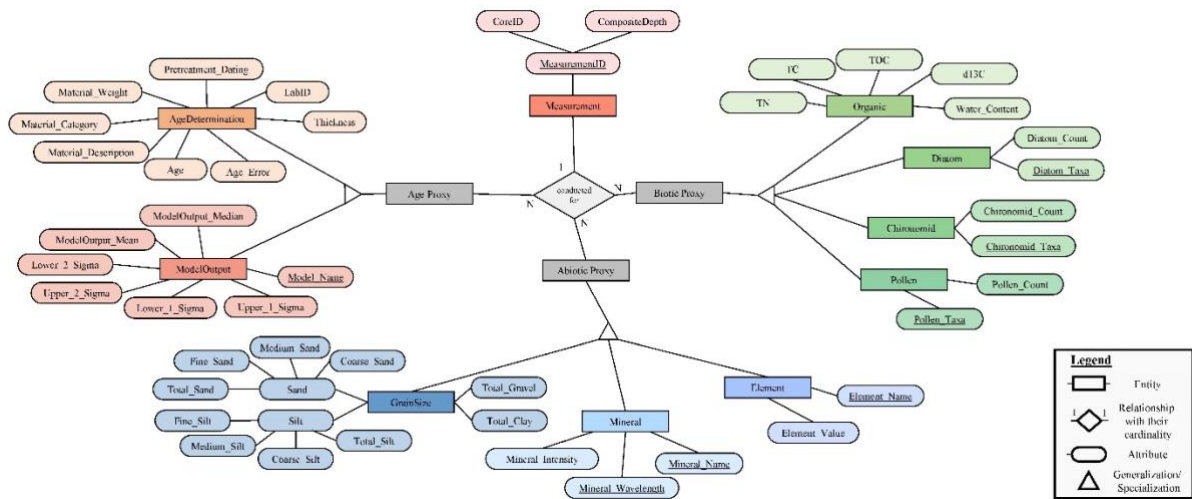 CoreID
CompositeDepth
MeasurementID
Measurement
Pretreatment_Dating
Material_Weight
LabID
AgeDetermination
Thickness
Material_Category
Material_Description
Age
Age_Error
Age Proxy
ModelOutput_Median
ModelOutput_Mean
Lower_2_Sigma
ModelOutput
Model_Name
Upper_2_Sigma
Lower_1_Sigma
Upper_1_Sigma
1
conducted
for
N
N
N
Biotic Proxy
Abiotic Proxy
TOC
TC
d13C
TN
Organic
Water_Content
Diatom_Count
Diatom
Diatom_Taxa
Chironomid_Count
Chironomid
Chironomid_Taxa
Pollen
Pollen_Count
Pollen_Taxa
Medium_Sand
Fine_Sand
Coarse_Sand
Total_Sand
Sand
Total_Gravel
GrainSize
Fine_Silt
Silt
Total_Clay
Medium_Silt
Total_Silt
Coarse_Silt
Mineral
Mineral_Intensity
Mineral_Name
Mineral_Wavelength
Element
Element_Name
Element_Value
Legend
Entity
1
1
Relationship
with their
cardinality
Attribute
Generalization/
Specialization